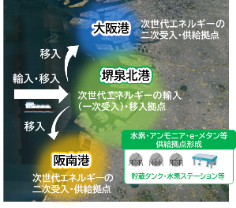 大阪港
次世代エネルギーの
二次受入・供給拠点
移入
堺泉北港
輸入・移入
次世代エネルギーの輸入
(一次受入)・移入拠点
移入
水素・アンモニア・e-メタン等
供給拠点形成
阪南港
次世代エネルギーの
二次受入・供給拠点
貯蔵タンク・水素ステーション等